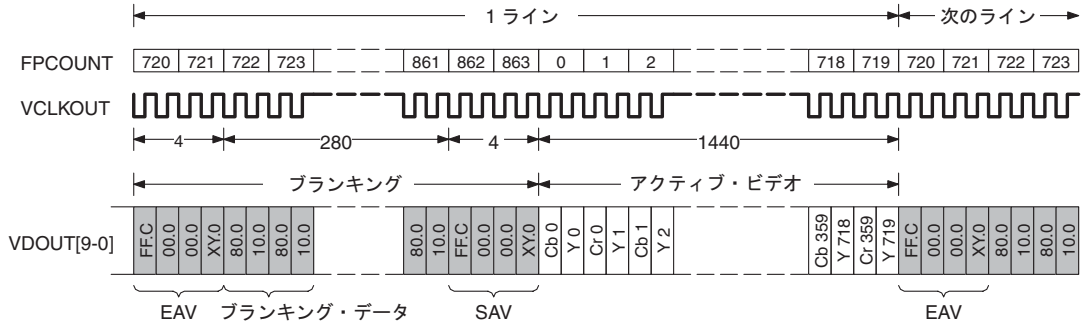 1 ライン 次のライン
FPCOUNT 720 721 722 723 861 862 863 0 1 2 718 719 720 721 722 723
VCLKOUT
4 280 4 1440
ブランキング アクティブ・ビデオ
VDOUT[9-0] FF.C 00.0 00.0 XY.0 80.0 10.0 80.0 10.0 80.0 10.0 FF.C 00.0 00.0 XY.0 Cb 0 Y 0 Cr 0 Y 1 Cb 1 Y 2 Cb 359 Y 718 Cr 359 Y 719 FF.C 00.0 00.0 XY.0 80.0 10.0 80.0 10.0
EAV ブランキング・データ SAV EAV